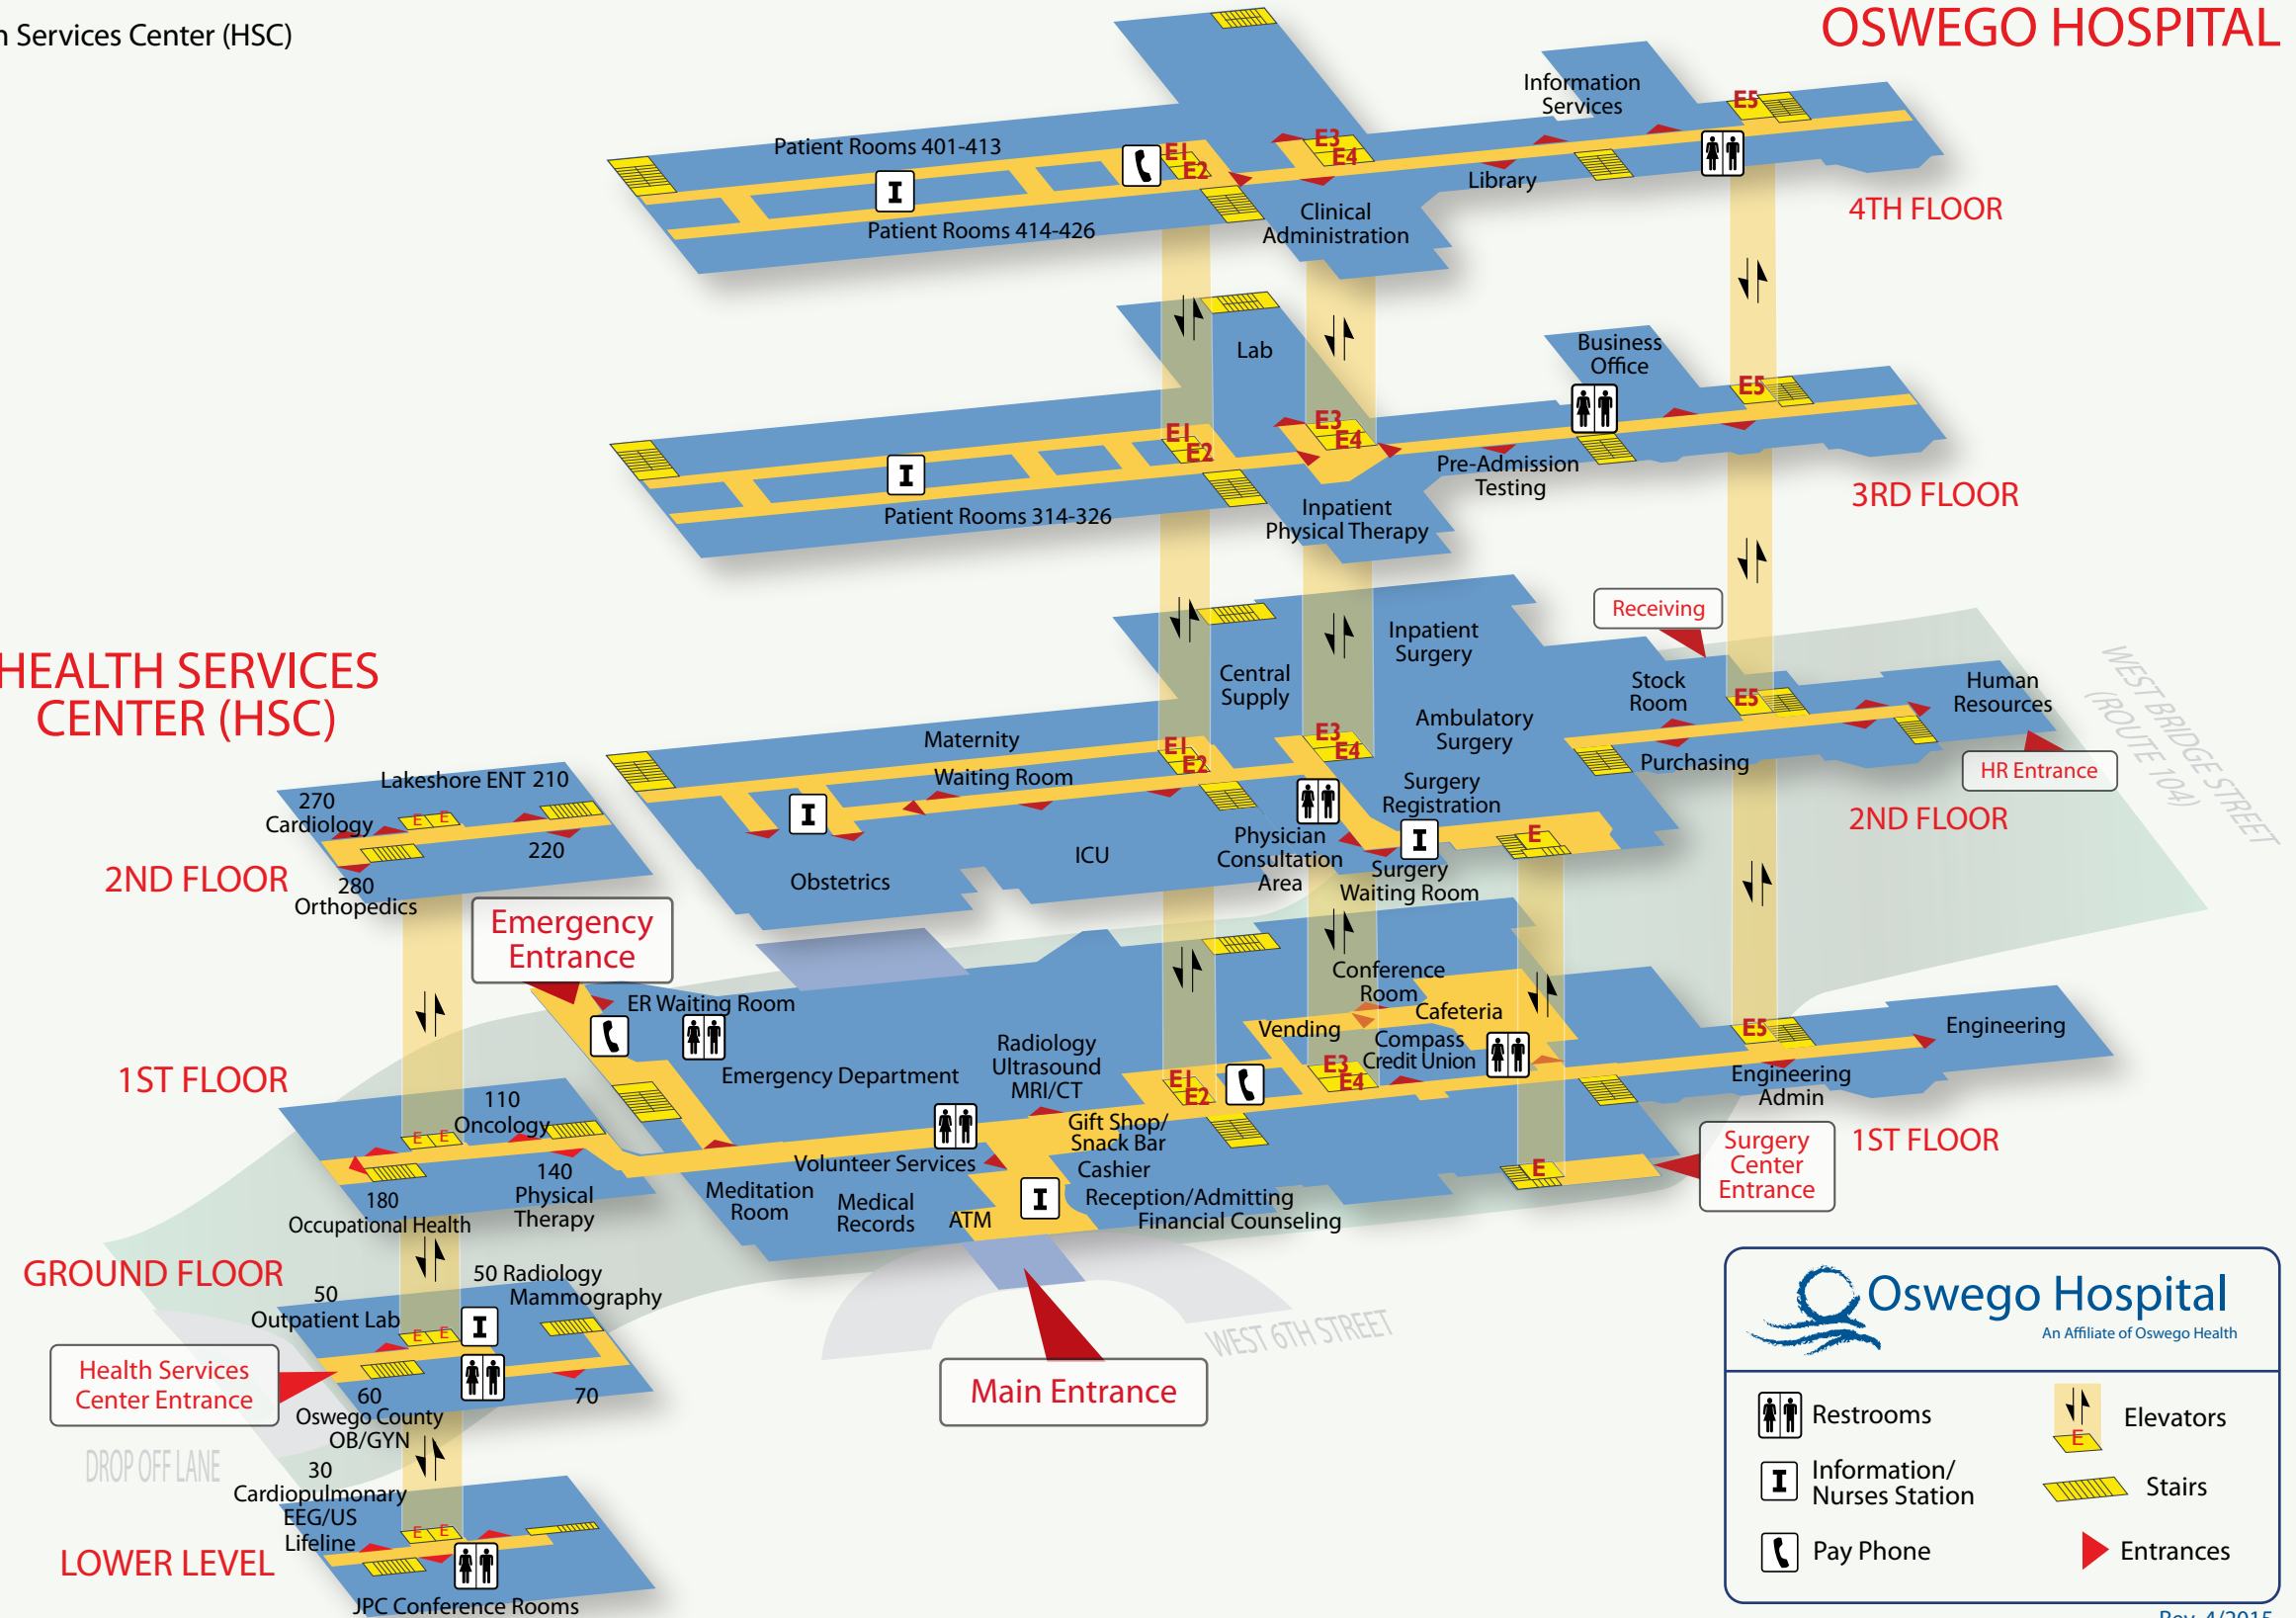 n Services Center (HSC)
OSWEGO HOSPITAL
Information
Services
E5
Patient Rooms 401-413
E1
E2
E3
E4
I
Library
Patient Rooms 414-426
Clinical
Administration
4TH FLOOR
Lab
Business
Office
E5
E1
E2
E3
E4
I
Pre-Admission
Testing
Patient Rooms 314-326
Inpatient
Physical Therapy
3RD FLOOR
Receiving
Inpatient
Surgery
Central
Supply
Stock
Room
E5
Human
Resources
WEST BRIDGE STREET
(ROUTE 104)
Ambulatory
Surgery
Maternity
E1
E2
E3
E4
Waiting Room
Purchasing
HR Entrance
Surgery
Registration
I
I
E
Physician
Consultation
Area
ICU
Obstetrics
Surgery
Waiting Room
2ND FLOOR
HEALTH SERVICES
CENTER (HSC)
Lakeshore ENT 210
270
Cardiology
E E
220
2ND FLOOR
280
Orthopedics
Emergency
Entrance
ER Waiting Room
Conference
Room
Cafeteria
Vending
Compass
Credit Union
E5
Engineering
Radiology
Ultrasound
MRI/CT
Emergency Department
E1
E2
E3
E4
Engineering
Admin
Gift Shop/
Snack Bar
Volunteer Services
Cashier
E
Surgery
Center
Entrance
1ST FLOOR
Meditation
Room
Medical
Records
ATM
I
Reception/Admitting
Financial Counseling
1ST FLOOR
110
Oncology
E E
140
Physical
Therapy
180
Occupational Health
GROUND FLOOR
50
Outpatient Lab
50 Radiology
Mammography
E E
I
Health Services
Center Entrance
60
Oswego County
OB/GYN
70
DROP OFF LANE
WEST 6TH STREET
Main Entrance
30
Cardiopulmonary
EEG/US
Lifeline
E E
LOWER LEVEL
JPC Conference Rooms
Oswego Hospital
An Affiliate of Oswego Health
Restrooms
E
Elevators
I
Information/
Nurses Station
Stairs
Pay Phone
Entrances
Rev. 4/2015